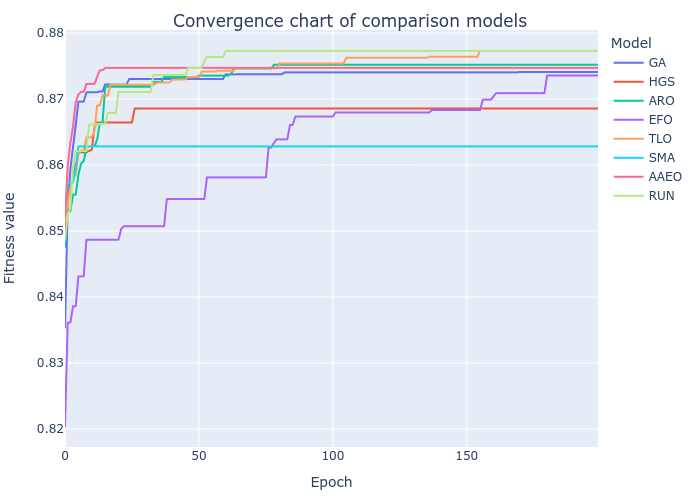 Convergence chart of comparison models
0.88
0.87
0.86
0.85
0.84
0.83
0.82
Fitness value
0
50
100
150
Epoch
Model
GA
HGS
ARO
EFO
TLO
SMA
AAEO
RUN